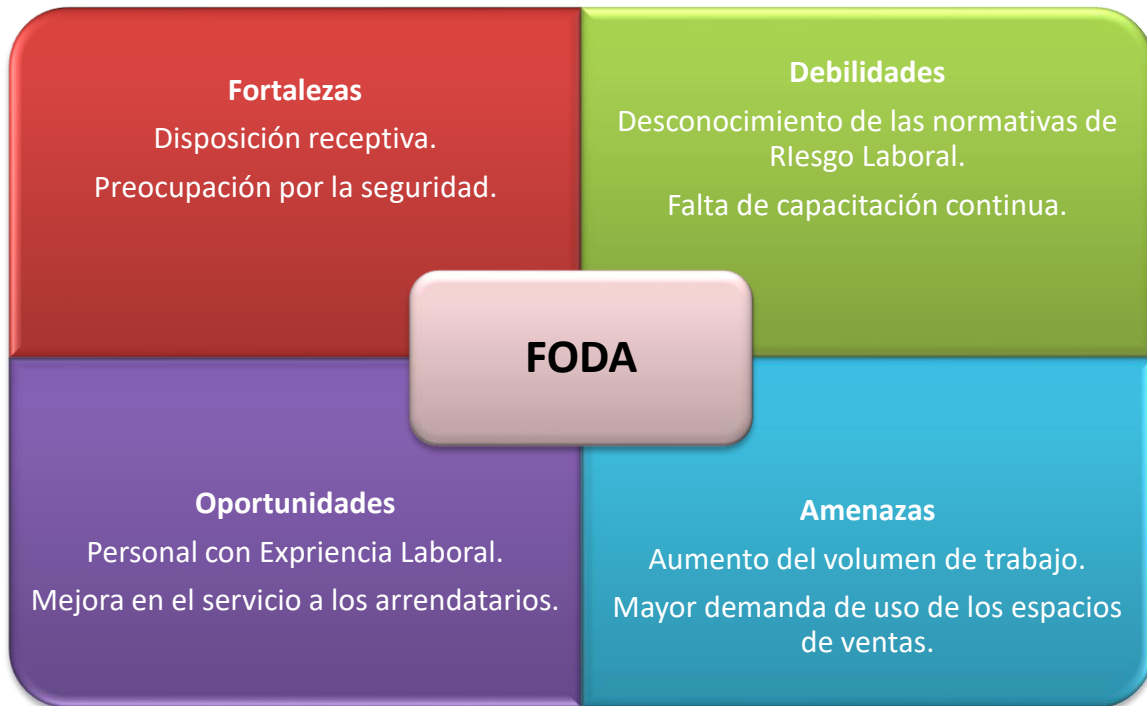 Fortalezas
Disposición receptiva.
Preocupación por la seguridad.
Debilidades
Desconocimiento de las normativas de
RIesgo Laboral.
Falta de capacitación continua.
FODA
Oportunidades
Personal con Expriencia Laboral.
Mejora en el servicio a los arrendatarios.
Amenazas
Aumento del volumen de trabajo.
Mayor demanda de uso de los espacios
de ventas.